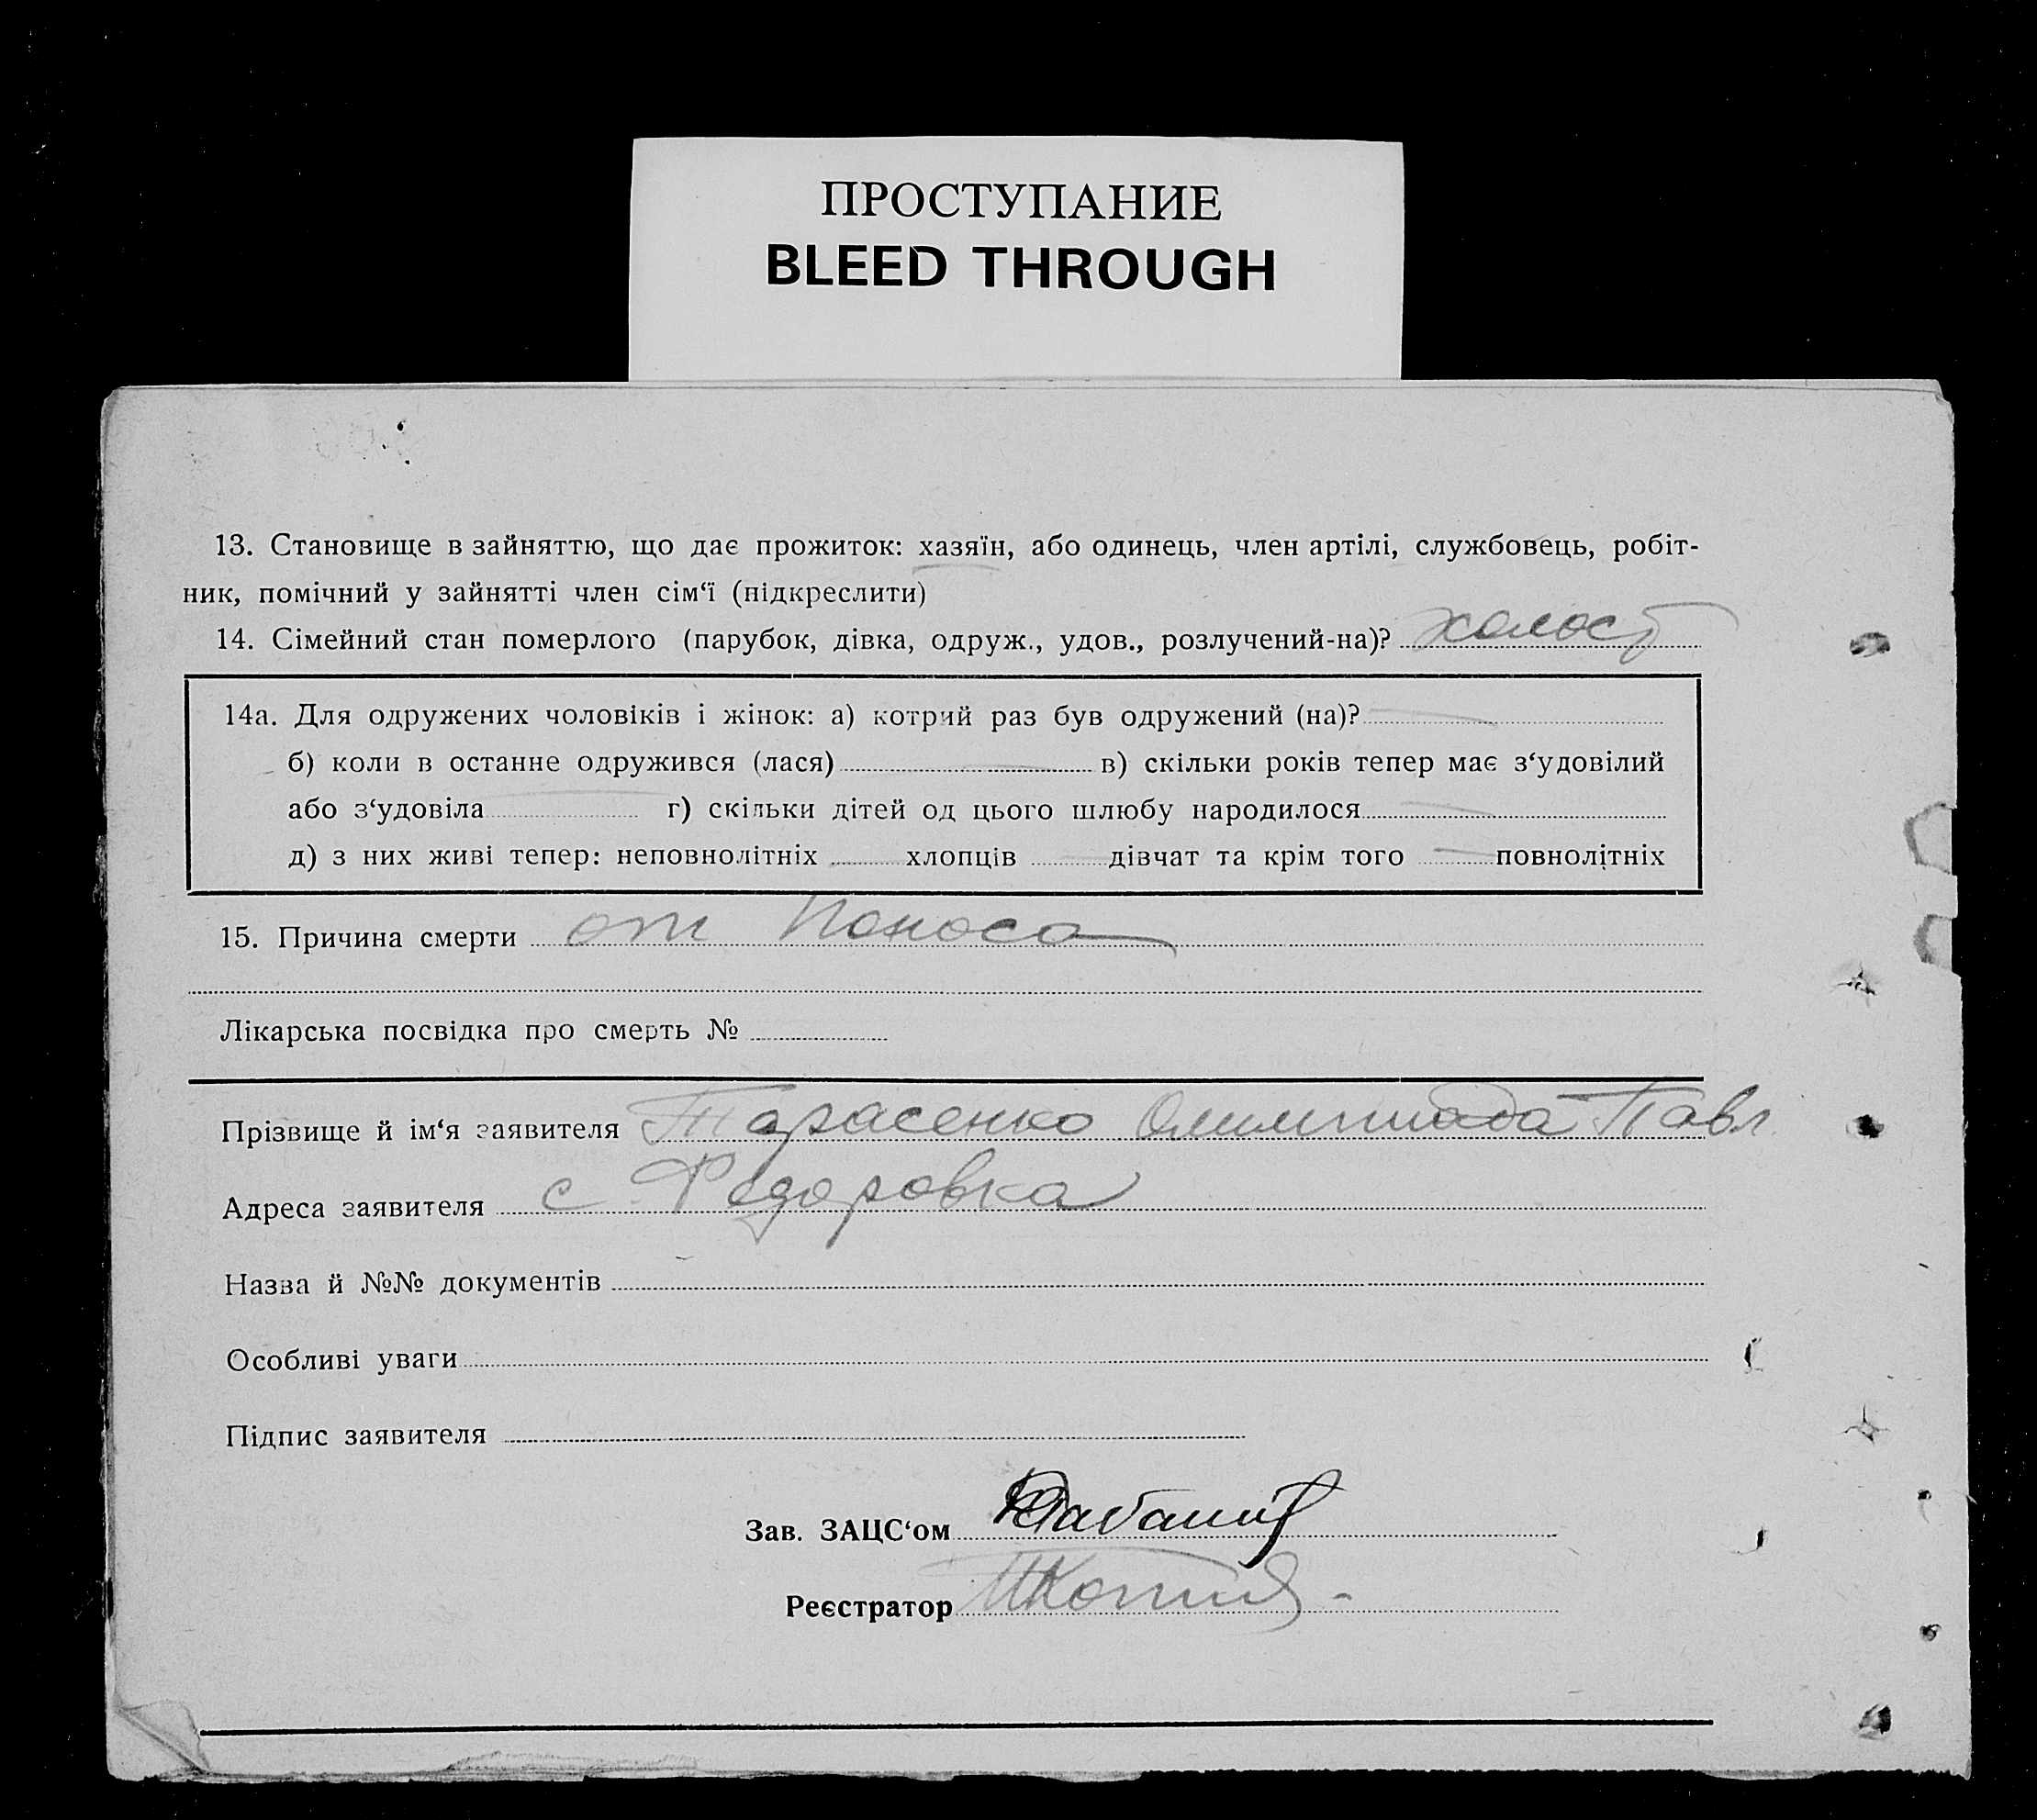 ПРОСТУПАНИЕ
BLEED THROUGH
13. Становище в зайняттю, що дає прожиток: хазяїн, або одинець, член артілі, службовець, робіт-
ник, помічний у зайнятті член сім‘ї (підкреслити)
14. Сімейний стан померлого (парубок, дівка, одруж., удов., розлучений-на)? холост
14а. Для одружених чоловіків і жінок: а) котрий раз був одружений (на)?
б) коли в останне одружився (лася) в) скільки років тепер має з‘удовілий
або з‘удовіла г) скільки дітей од цього шлюбу народилося
д) з них живі тепер: неповнолітніх хлопців дівчат та крім того повнолітніх
15. Причина смерти от поноса
Лікарська посвідка про смерть №
Прізвище й ім‘я заявителя Тарасенко Олимпиада Павл
Адреса заявителя с. Федоровка
Назва й №№ документів
Особливі уваги
Підпис заявителя
Зав. ЗАЦС‘ом
Реєстратор